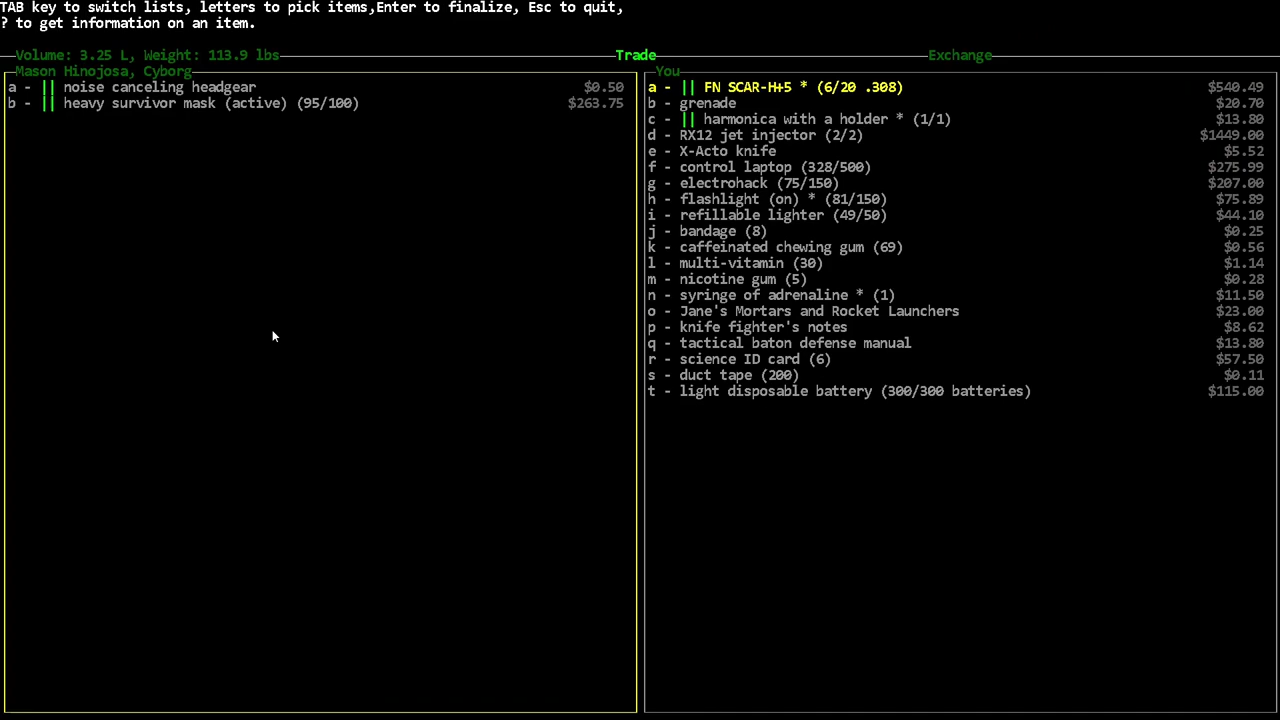 TAB key to switch lists, letters to pick items,Enter to finalize, Esc to quit,
? to get information on an item.
Volume: 3.25 L, Weight: 113.9 lbs Trade Exchange
Mason Hinojosa, Cyborg
a - || noise canceling headgear $0.50
b - || heavy survivor mask (active) (95/100) $263.75
You
a - || FN SCAR-H+5 * (6/20 .308) $540.49
b - grenade $20.70
c - || harmonica with a holder * (1/1) $13.80
d - RX12 jet injector (2/2) $1449.00
e - X-Acto knife $5.52
f - control laptop (328/500) $275.99
g - electrohack (75/150) $207.00
h - flashlight (on) * (81/150) $75.89
i - refillable lighter (49/50) $44.10
j - bandage (8) $0.25
k - caffeinated chewing gum (69) $0.56
l - multi-vitamin (30) $1.14
m - nicotine gum (5) $0.28
n - syringe of adrenaline * (1) $11.50
o - Jane's Mortars and Rocket Launchers $23.00
p - knife fighter's notes $8.62
q - tactical baton defense manual $13.80
r - science ID card (6) $57.50
s - duct tape (200) $0.11
t - light disposable battery (300/300 batteries) $115.00